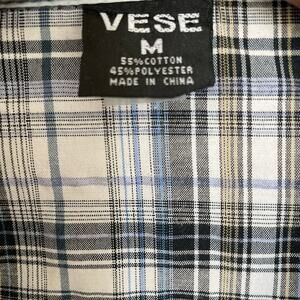 VESE
M
55% COTTON
45% POLYESTER
MADE IN CHINA